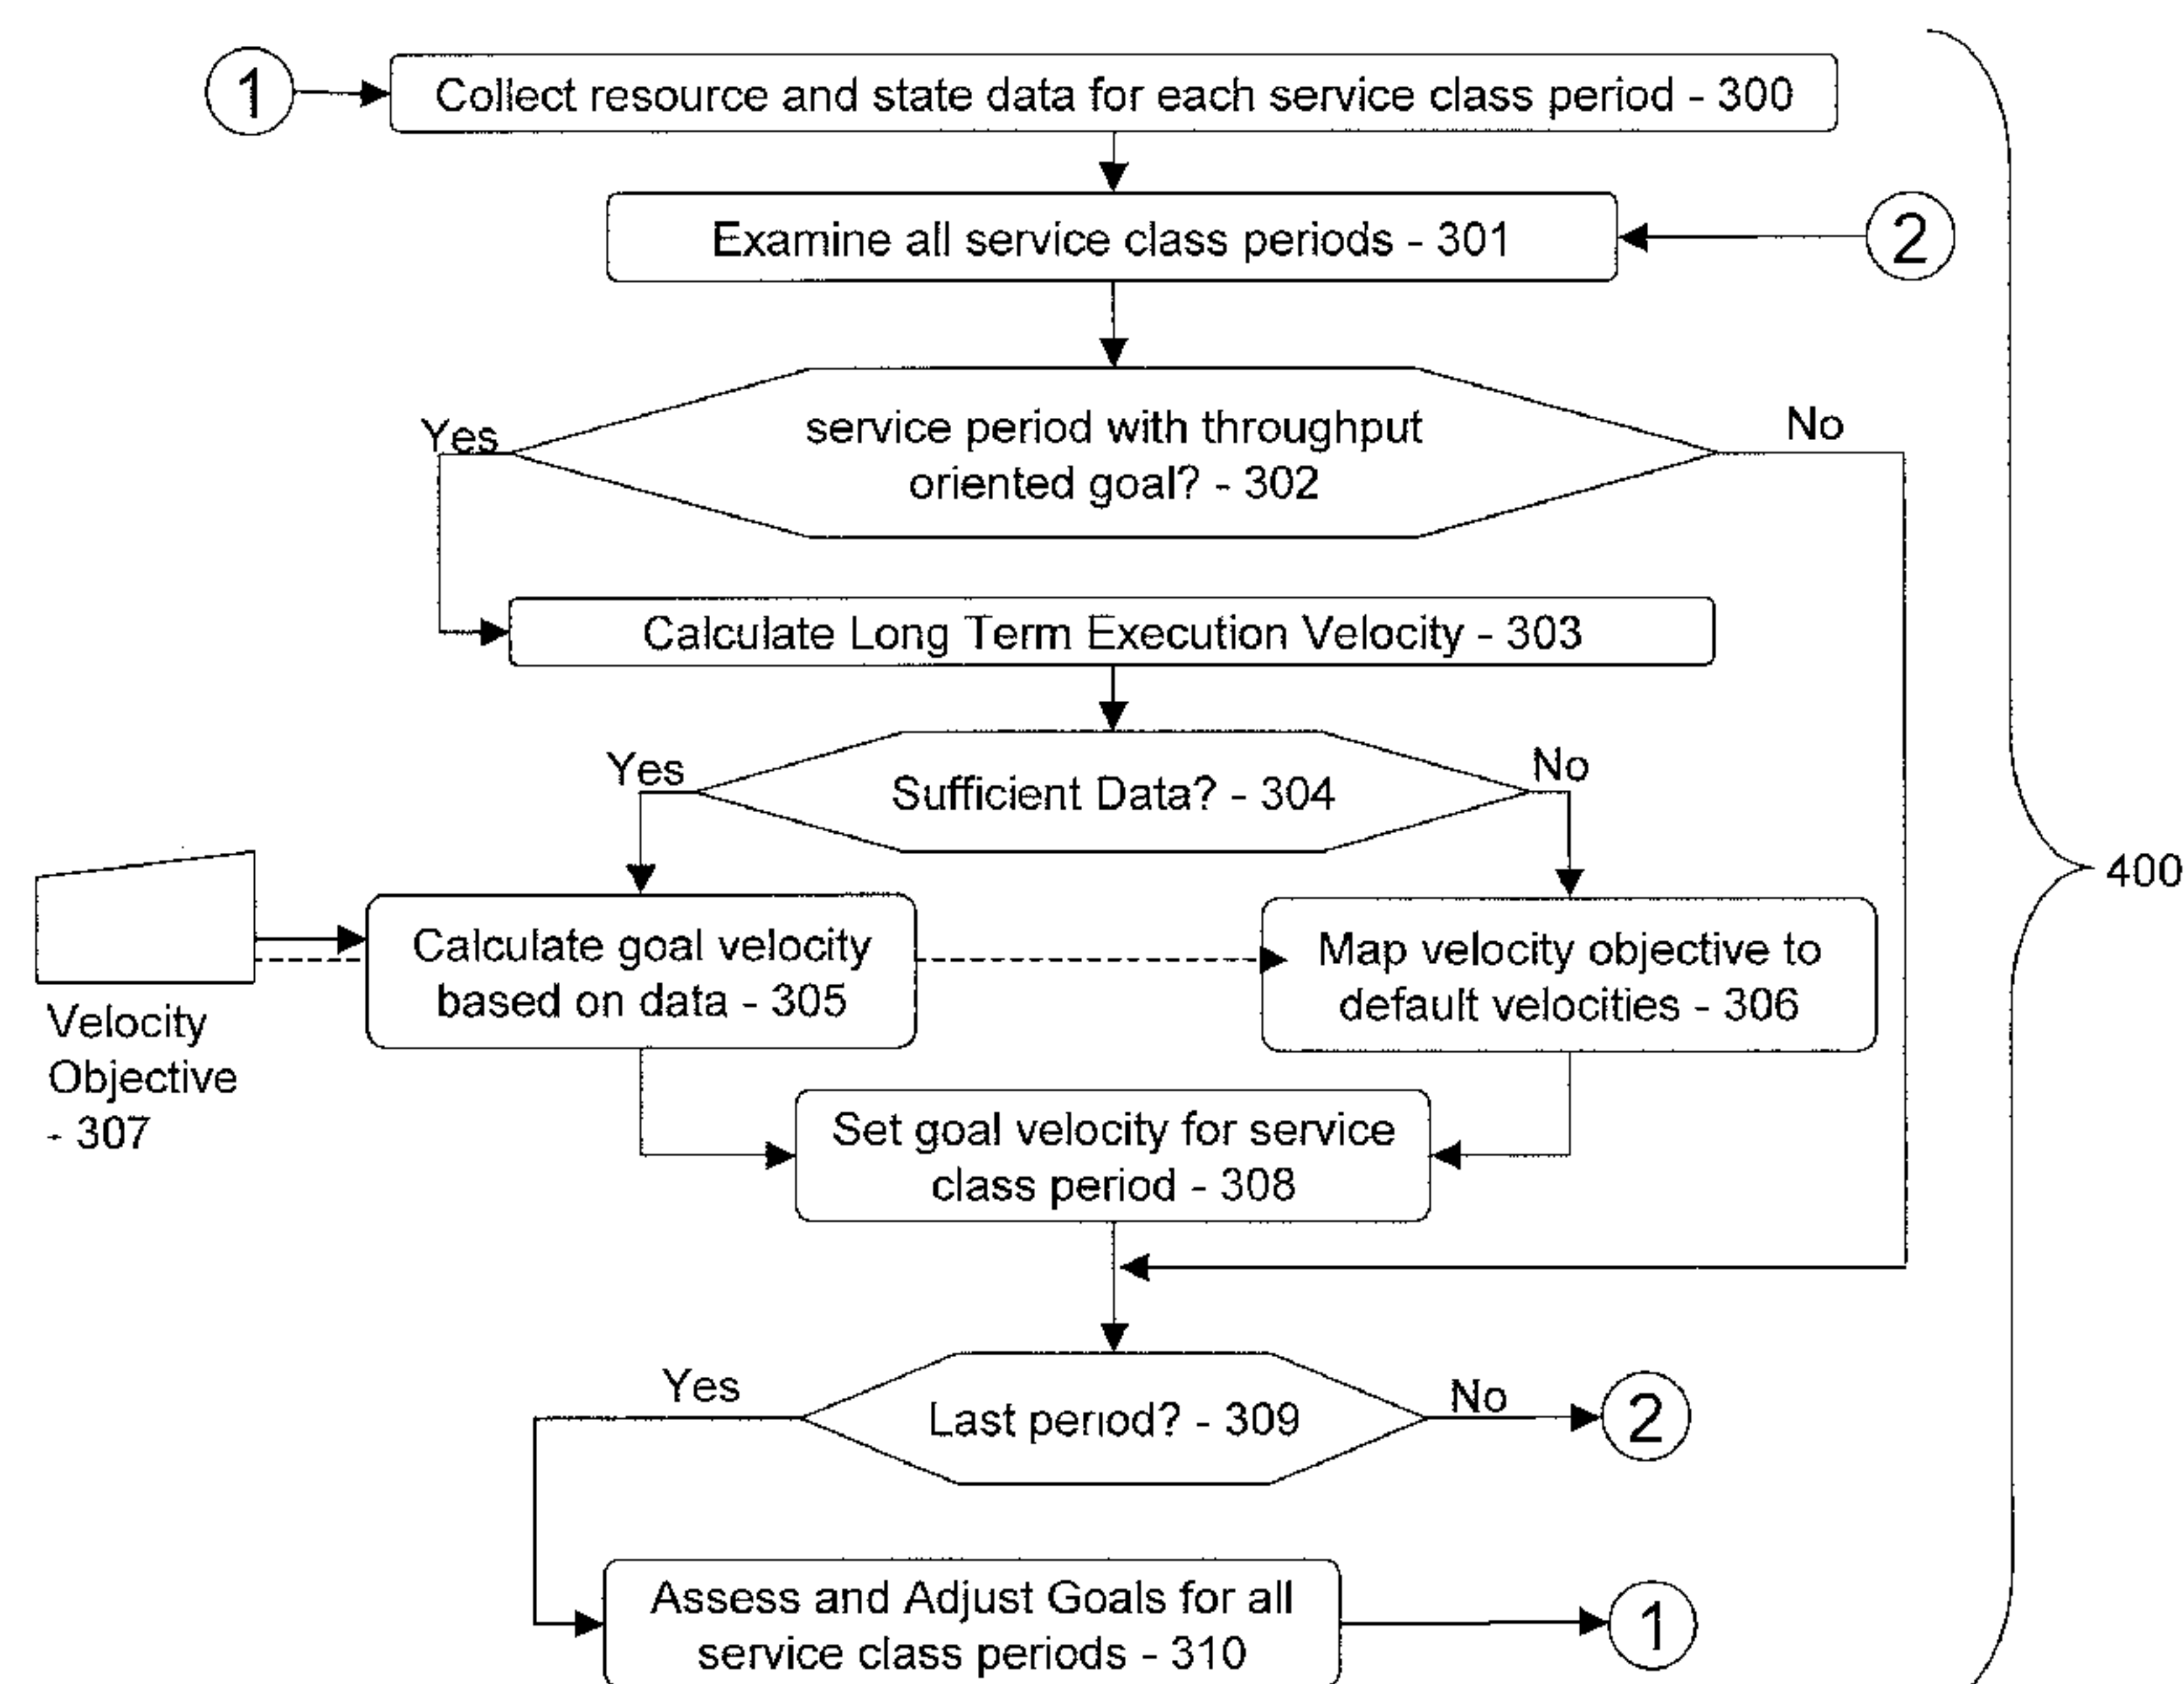 1
Collect resource and state data for each service class period - 300
Examine all service class periods - 301
2
Yes
service period with throughput
oriented goal? - 302
No
Calculate Long Term Execution Velocity - 303
Yes
Sufficient Data? - 304
No
400
Calculate goal velocity
based on data - 305
Map velocity objective to
default velocities - 306
Velocity
Objective
- 307
Set goal velocity for service
class period - 308
Yes
Last period? - 309
No
2
Assess and Adjust Goals for all
service class periods - 310
1